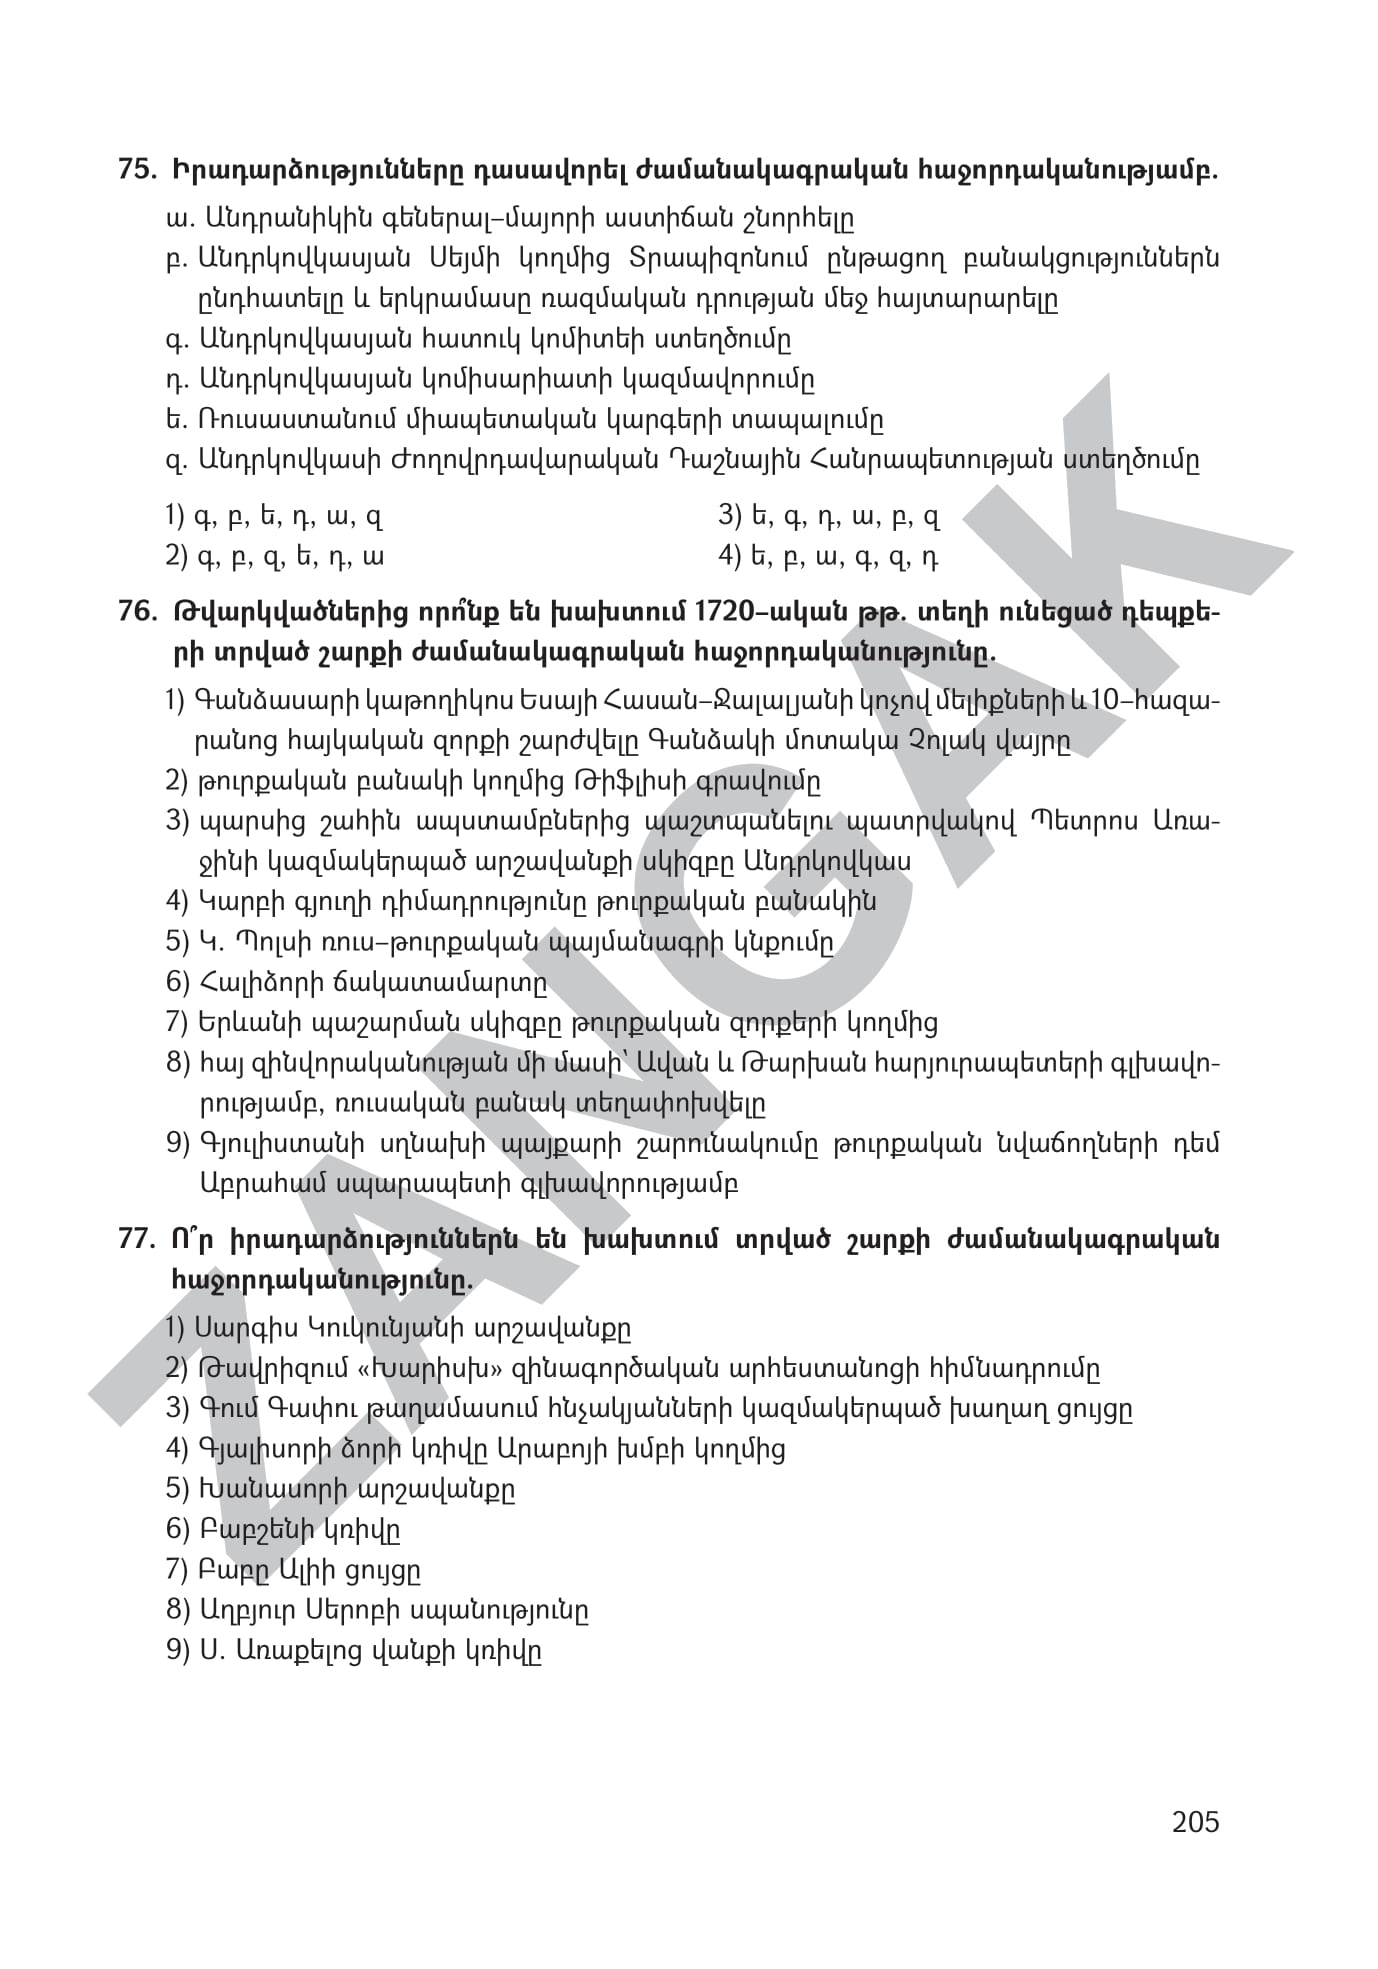 75. Իրադարձությունները դասավորել ժամանակագրական հաջորդականությամբ.
ա. Անդրանիկին գեներալ–մայորի աստիճան շնորհելը
բ. Անդրկովկասյան Սեյմի կողմից Տրապիզոնում ընթացող բանակցություններն
ընդհատելը և երկրամասը ռազմական դրության մեջ հայտարարելը
գ. Անդրկովկասյան հատուկ կոմիտեի ստեղծումը
դ. Անդրկովկասյան կոմիսարիատի կազմավորումը
ե. Ռուսաստանում միապետական կարգերի տապալումը
զ. Անդրկովկասի Ժողովրդավարական Դաշնային Հանրապետության ստեղծումը
1) գ, բ, ե, դ, ա, զ
3) ե, գ, դ, ա, բ, զ
2) գ, բ, զ, ե, դ, ա
4) ե, բ, ա, գ, զ, դ
76. Թվարկվածներից որո՞նք են խախտում 1720–ական թթ. տեղի ունեցած դեպքե-
րի տրված շարքի ժամանակագրական հաջորդականությունը.
1) Գանձասարի կաթողիկոս Եսայի Հասան–Ջալալյանի կոչով մելիքների և 10–հազա-
րանոց հայկական զորքի շարժվելը Գանձակի մոտակա Չոլակ վայրը
2) թուրքական բանակի կողմից Թիֆլիսի գրավումը
3) պարսից շահին ապստամբներից պաշտպանելու պատրվակով Պետրոս Առա-
ջինի կազմակերպած արշավանքի սկիզբը Անդրկովկաս
4) Կարբի գյուղի դիմադրությունը թուրքական բանակին
5) Կ. Պոլսի ռուս–թուրքական պայմանագրի կնքումը
6) Հալիձորի ճակատամարտը
7) Երևանի պաշարման սկիզբը թուրքական զորքերի կողմից
8) հայ զինվորականության մի մասի՝ Ավան և Թարխան հարյուրապետերի գլխավո-
րությամբ, ռուսական բանակ տեղափոխվելը
9) Գյուլիստանի սղնախի պայքարի շարունակումը թուրքական նվաճողների դեմ
Աբրահամ սպարապետի գլխավորությամբ
77. Ո՞ր իրադարձություններն են խախտում տրված շարքի ժամանակագրական
հաջորդականությունը.
1) Սարգիս Կուկունյանի արշավանքը
2) Թավրիզում «Խարիսխ» զինագործական արհեստանոցի հիմնադրումը
3) Գում Գափու թաղամասում հնչակյանների կազմակերպած խաղաղ ցույցը
4) Գյալիսորի ձորի կռիվը Արաբոյի խմբի կողմից
5) Խանասորի արշավանքը
6) Բաբշենի կռիվը
7) Բաբը Ալիի ցույցը
8) Աղբյուր Սերոբի սպանությունը
9) Ս. Առաքելոց վանքի կռիվը
205
ZANGAK